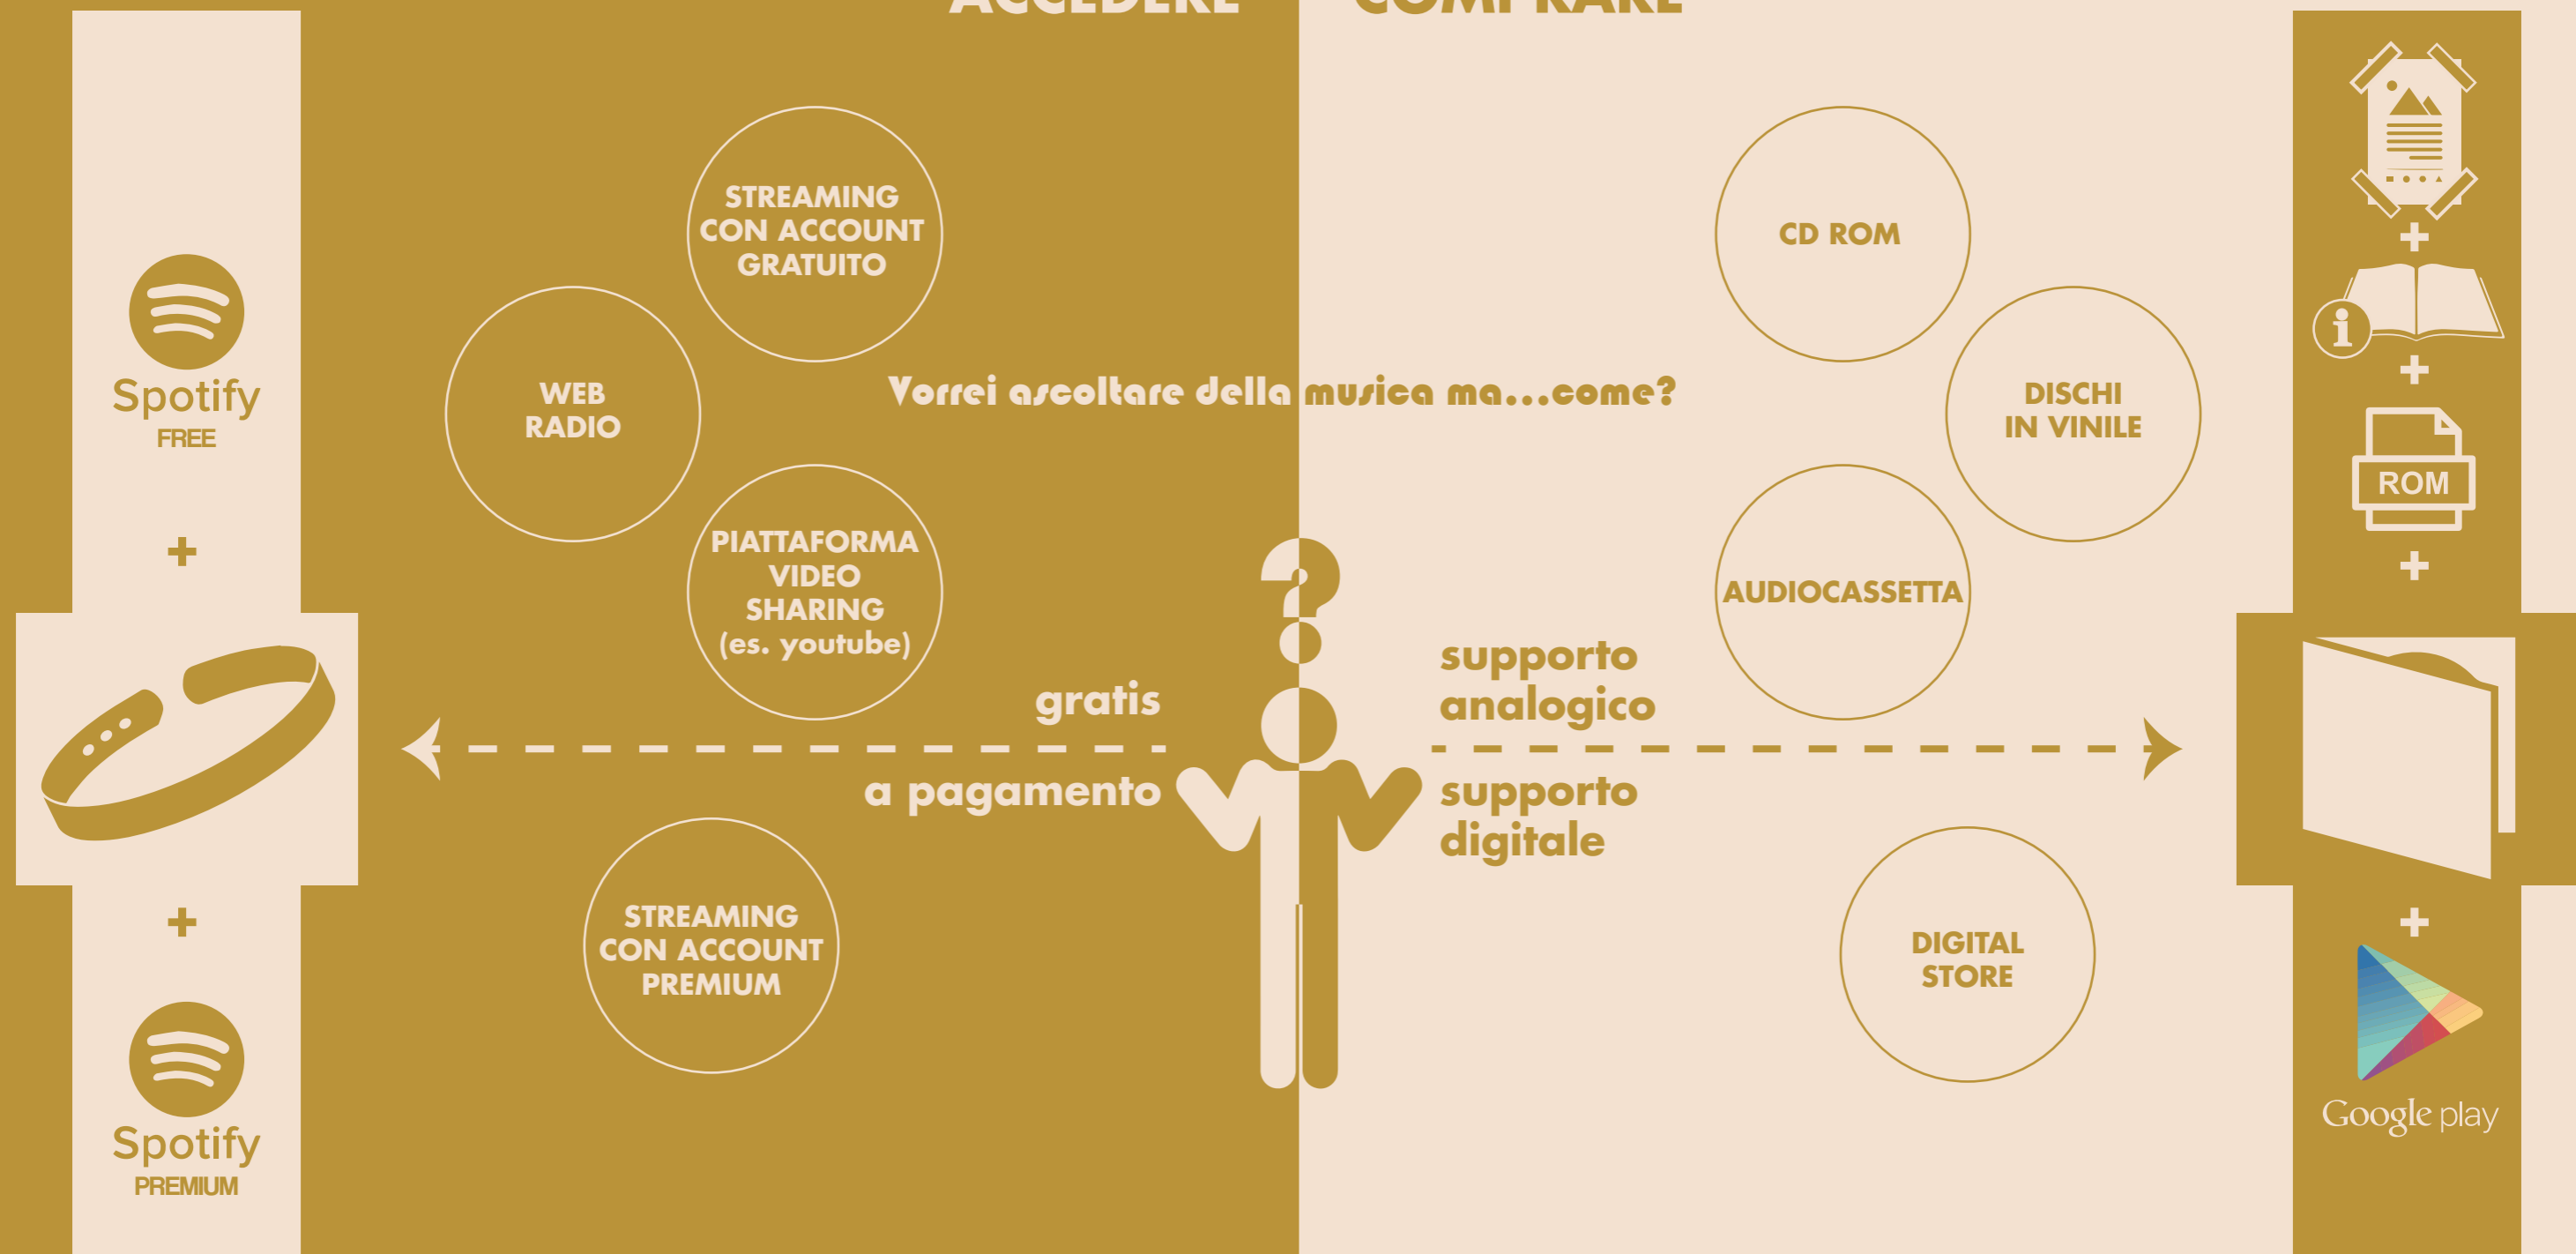 ACCEDERE COMPRARE
STREAMING
CON ACCOUNT
GRATUITO
WEB
RADIO
PIATTAFORMA
VIDEO
SHARING
(es. youtube)
Vorrei ascoltare della musica ma...come?
CD ROM
DISCHI
IN VINILE
AUDIOCASSETTA
gratis
a pagamento
supporto
analogico
supporto
digitale
STREAMING
CON ACCOUNT
PREMIUM
DIGITAL
STORE
Spotify
FREE
+
+
Spotify
PREMIUM
+
i
+
ROM
+
+
Google play
?